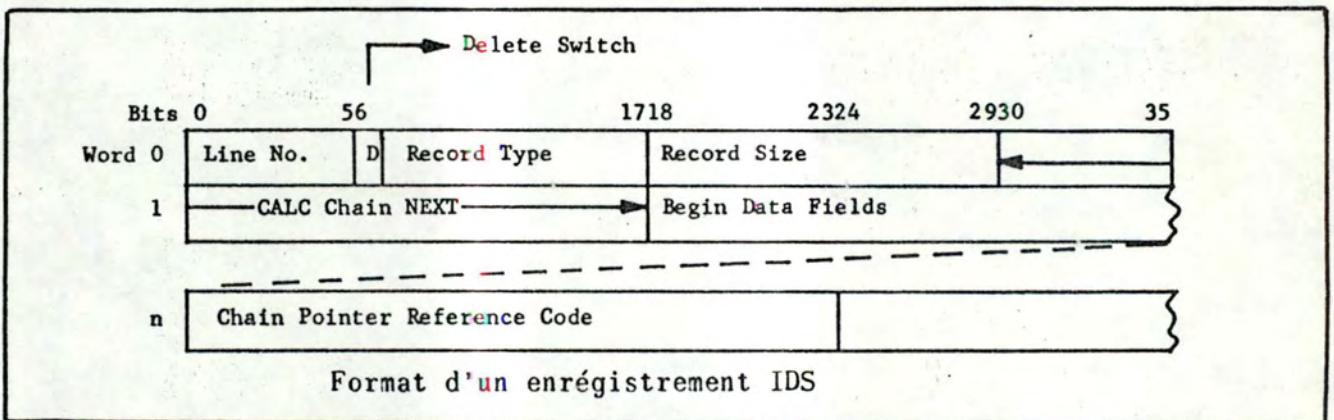 Delete Switch
Bits 0 56 1718 2324 2930 35
Word 0 Line No. D Record Type Record Size
1 CALC Chain NEXT Begin Data Fields
n Chain Pointer Reference Code
Format d'un enrégistrement IDS